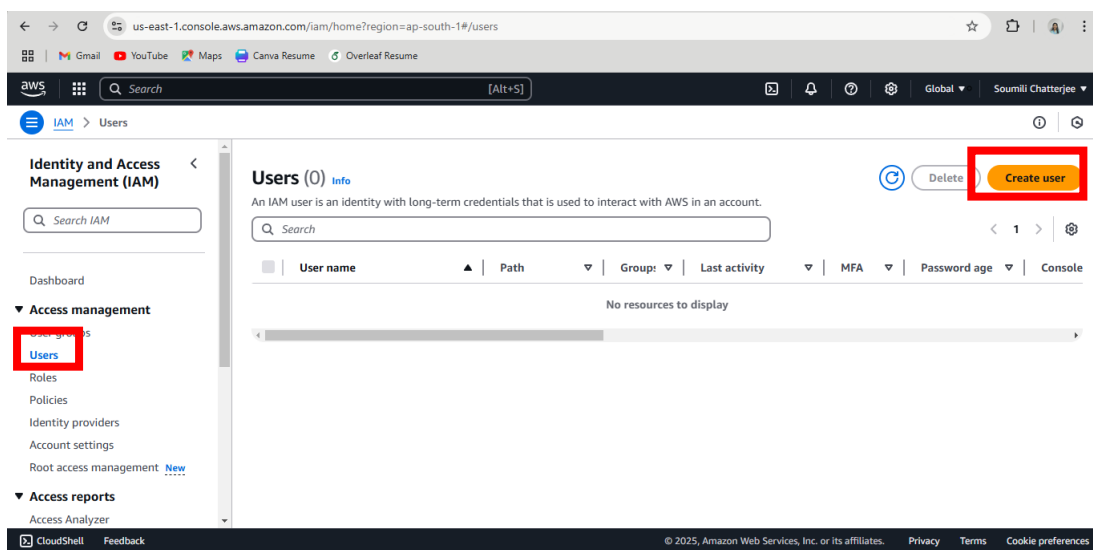 us-east-1.console.aws.amazon.com/iam/home?region=ap-south-1#/users
Gmail YouTube Maps Canva Resume Overleaf Resume
aws Search [Alt+S] Global Soumili Chatterjee
IAM > Users
Identity and Access Management (IAM)
Search IAM
Dashboard
Access management
User groups
Users
Roles
Policies
Identity providers
Account settings
Root access management New
Access reports
Access Analyzer
Users (0) Info
Delete Create user
An IAM user is an identity with long-term credentials that is used to interact with AWS in an account.
Search
1
User name Path Group: Last activity MFA Password age Console
No resources to display
CloudShell Feedback © 2025, Amazon Web Services, Inc. or its affiliates. Privacy Terms Cookie preferences